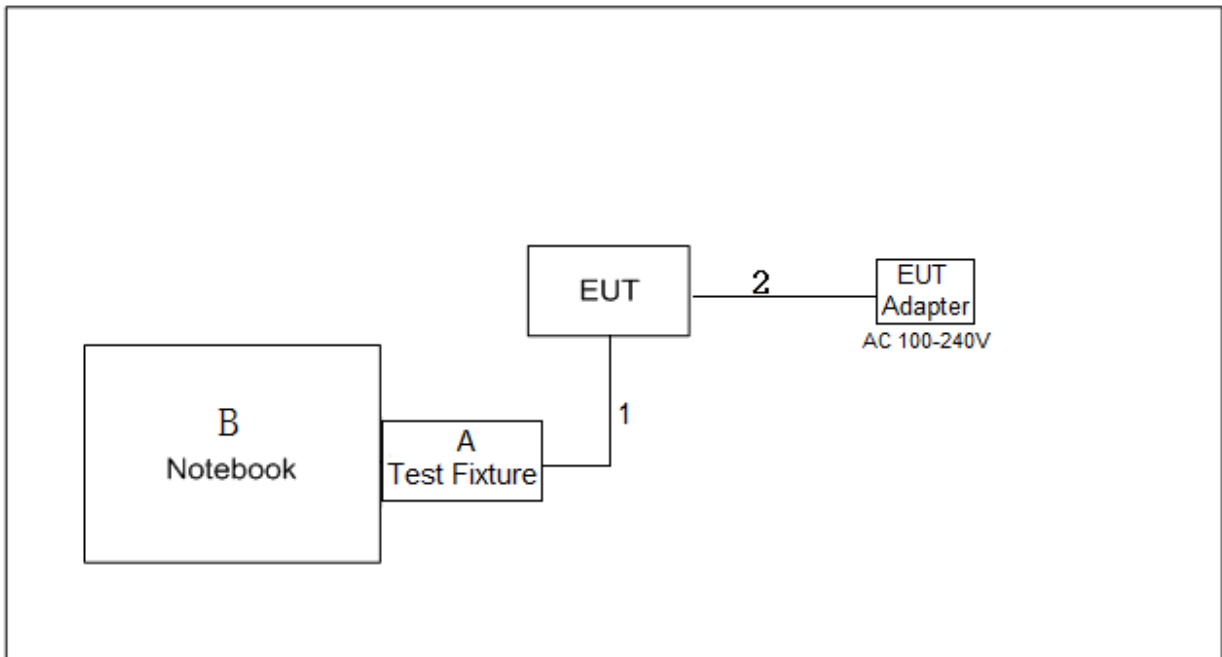 EUT
2
EUT
Adapter
AC 100-240V
1
B
Notebook
A
Test Fixture